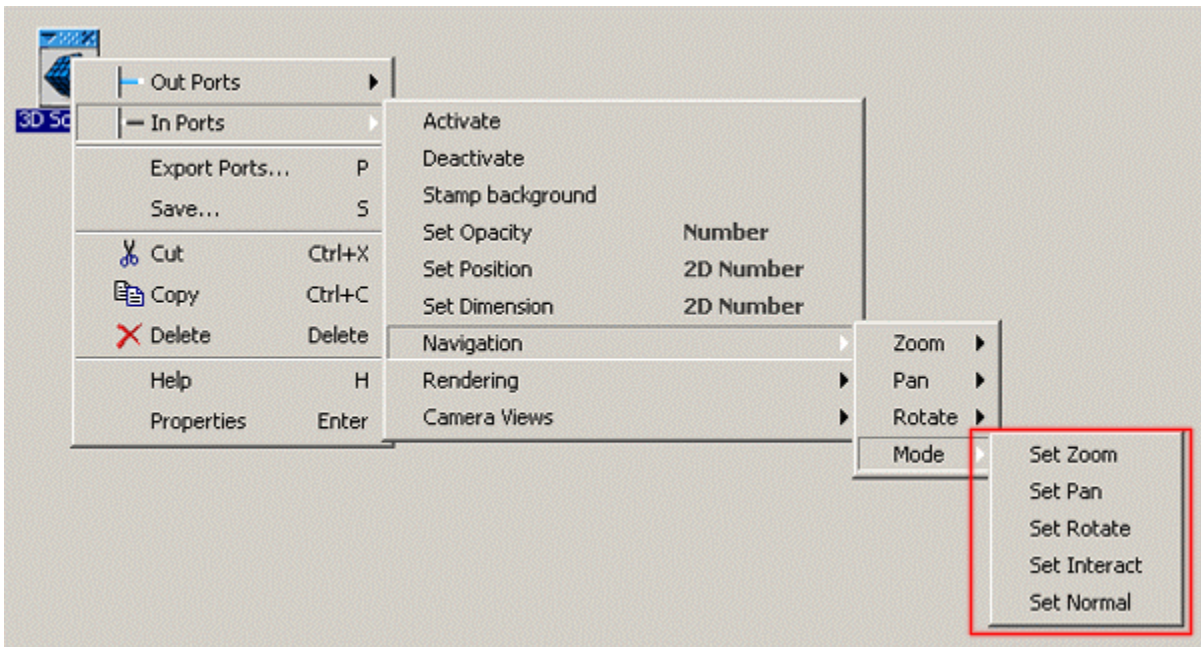 3D Sc
Out Ports
In Ports
Export Ports... P
Save... S
Cut Ctrl+X
Copy Ctrl+C
Delete Delete
Help H
Properties Enter
Activate
Deactivate
Stamp background
Set Opacity Number
Set Position 2D Number
Set Dimension 2D Number
Navigation
Rendering
Camera Views
Zoom
Pan
Rotate
Mode
Set Zoom
Set Pan
Set Rotate
Set Interact
Set Normal